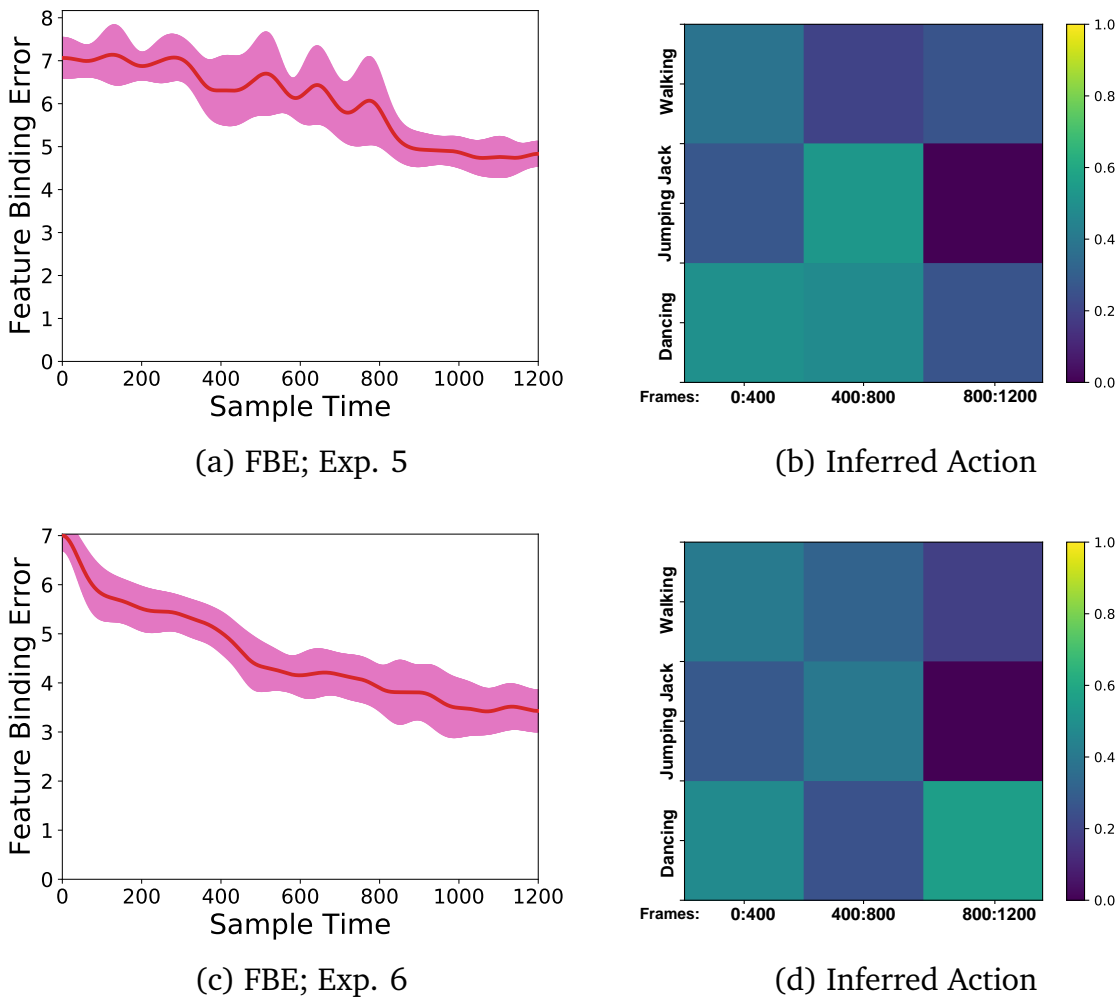 8
7
6
5
4
3
2
1
0
Feature Binding Error
0 200 400 600 800 1000 1200
Sample Time
(a) FBE; Exp. 5
Walking
Jumping Jack
Dancing
Frames: 0:400 400:800 800:1200
1.0
0.8
0.6
0.4
0.2
0.0
(b) Inferred Action
7
6
5
4
3
2
1
0
Feature Binding Error
0 200 400 600 800 1000 1200
Sample Time
(c) FBE; Exp. 6
Walking
Jumping Jack
Dancing
Frames: 0:400 400:800 800:1200
1.0
0.8
0.6
0.4
0.2
0.0
(d) Inferred Action